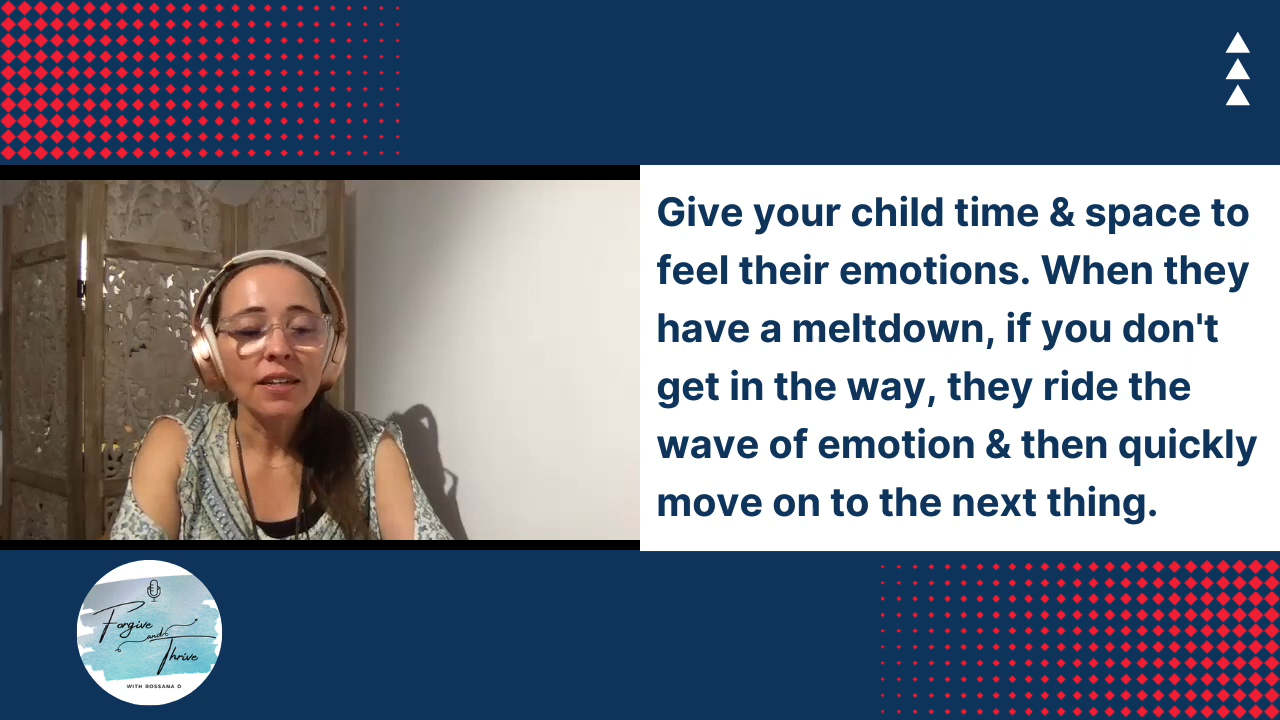 Give your child time & space to
feel their emotions. When they
have a meltdown, if you don't
get in the way, they ride the
wave of emotion & then quickly
move on to the next thing.
Forgive
and
Thrive
WITH ROSSANA D